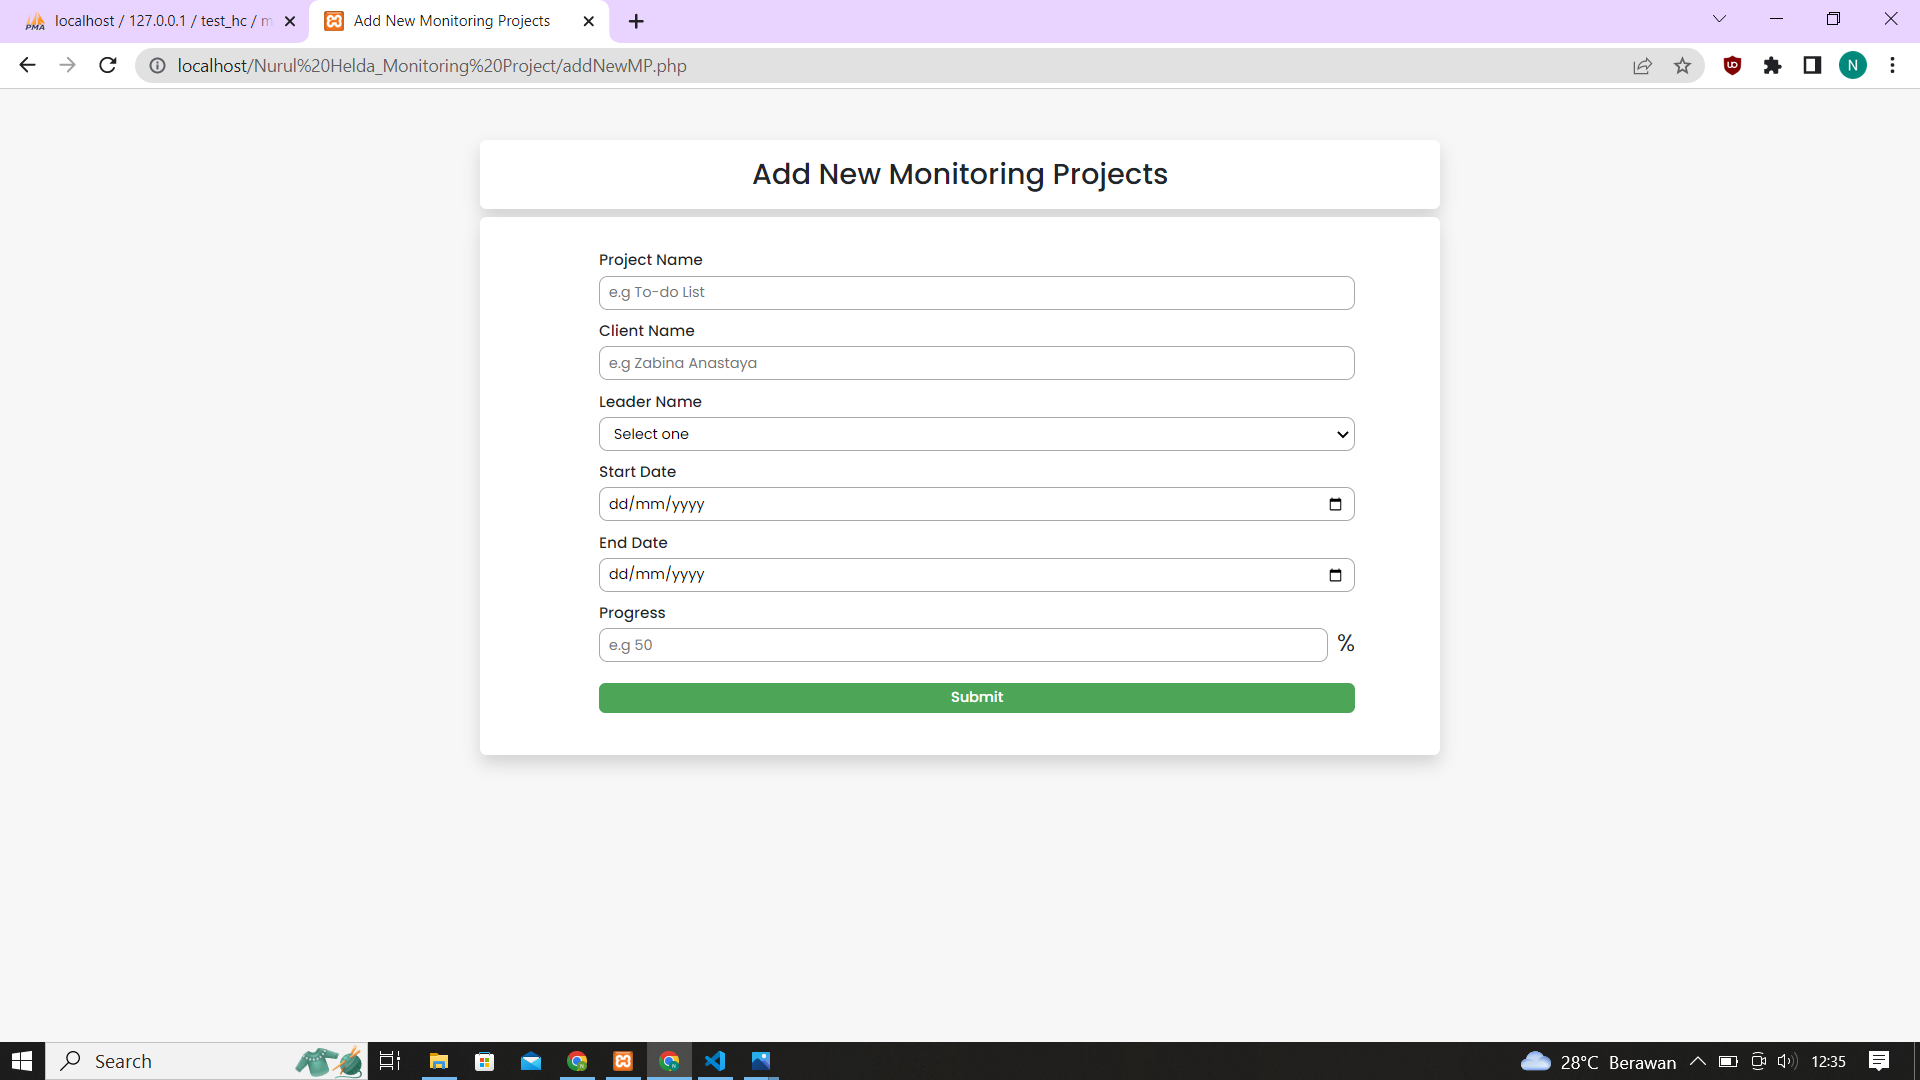 localhost / 127.0.0.1 / test_hc / m
Add New Monitoring Projects
localhost/Nurul%20Helda_Monitoring%20Project/addNewMP.php
N
Add New Monitoring Projects
Project Name
e.g To-do List
Client Name
e.g Zabina Anastaya
Leader Name
Select one
Start Date
dd/mm/yyyy
End Date
dd/mm/yyyy
Progress
e.g 50
%
Submit
Search
28°C Berawan
12:35